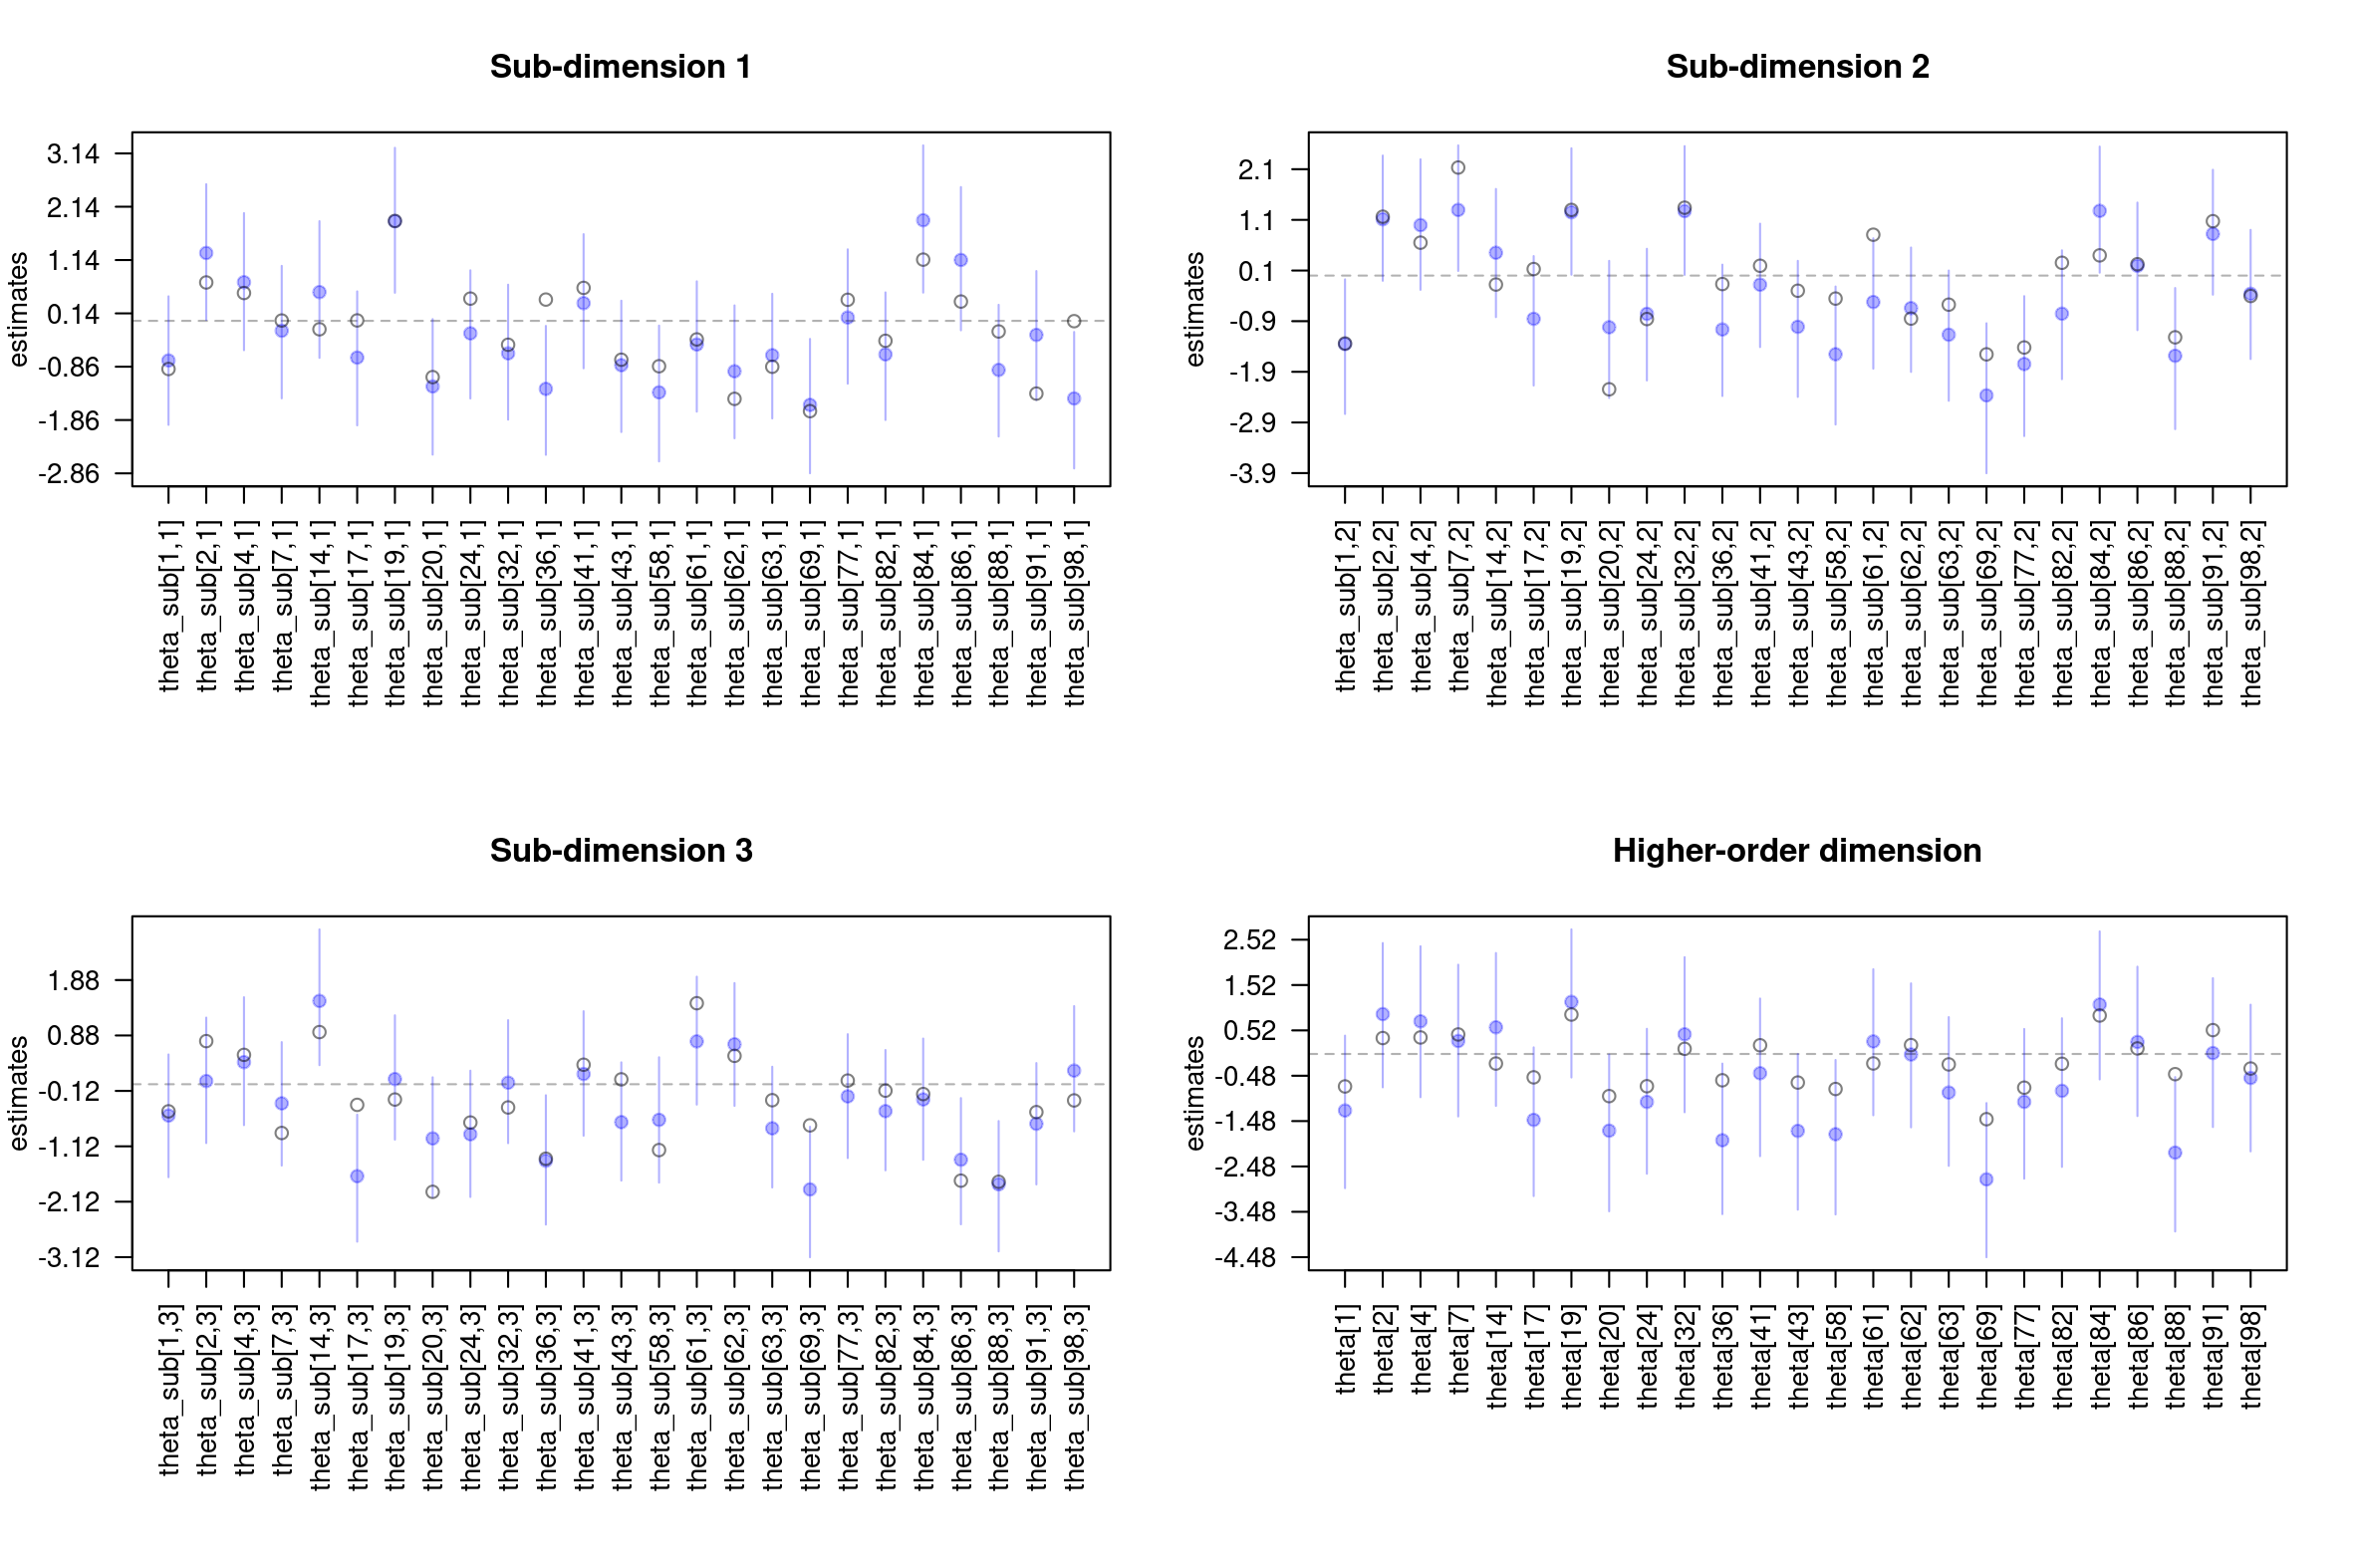 Sub-dimension 1
estimates
3.14
2.14
1.14
0.14
-0.86
-1.86
-2.86
theta_sub[1,1]
theta_sub[2,1]
theta_sub[4,1]
theta_sub[7,1]
theta_sub[14,1]
theta_sub[17,1]
theta_sub[19,1]
theta_sub[20,1]
theta_sub[24,1]
theta_sub[32,1]
theta_sub[36,1]
theta_sub[41,1]
theta_sub[43,1]
theta_sub[58,1]
theta_sub[61,1]
theta_sub[62,1]
theta_sub[63,1]
theta_sub[69,1]
theta_sub[77,1]
theta_sub[82,1]
theta_sub[84,1]
theta_sub[86,1]
theta_sub[88,1]
theta_sub[91,1]
theta_sub[98,1]
Sub-dimension 2
estimates
2.1
1.1
0.1
-0.9
-1.9
-2.9
-3.9
theta_sub[1,2]
theta_sub[2,2]
theta_sub[4,2]
theta_sub[7,2]
theta_sub[14,2]
theta_sub[17,2]
theta_sub[19,2]
theta_sub[20,2]
theta_sub[24,2]
theta_sub[32,2]
theta_sub[36,2]
theta_sub[41,2]
theta_sub[43,2]
theta_sub[58,2]
theta_sub[61,2]
theta_sub[62,2]
theta_sub[63,2]
theta_sub[69,2]
theta_sub[77,2]
theta_sub[82,2]
theta_sub[84,2]
theta_sub[86,2]
theta_sub[88,2]
theta_sub[91,2]
theta_sub[98,2]
Sub-dimension 3
estimates
1.88
0.88
-0.12
-1.12
-2.12
-3.12
theta_sub[1,3]
theta_sub[2,3]
theta_sub[4,3]
theta_sub[7,3]
theta_sub[14,3]
theta_sub[17,3]
theta_sub[19,3]
theta_sub[20,3]
theta_sub[24,3]
theta_sub[32,3]
theta_sub[36,3]
theta_sub[41,3]
theta_sub[43,3]
theta_sub[58,3]
theta_sub[61,3]
theta_sub[62,3]
theta_sub[63,3]
theta_sub[69,3]
theta_sub[77,3]
theta_sub[82,3]
theta_sub[84,3]
theta_sub[86,3]
theta_sub[88,3]
theta_sub[91,3]
theta_sub[98,3]
Higher-order dimension
estimates
2.52
1.52
0.52
-0.48
-1.48
-2.48
-3.48
-4.48
theta[1]
theta[2]
theta[4]
theta[7]
theta[14]
theta[17]
theta[19]
theta[20]
theta[24]
theta[32]
theta[36]
theta[41]
theta[43]
theta[58]
theta[61]
theta[62]
theta[63]
theta[69]
theta[77]
theta[82]
theta[84]
theta[86]
theta[88]
theta[91]
theta[98]